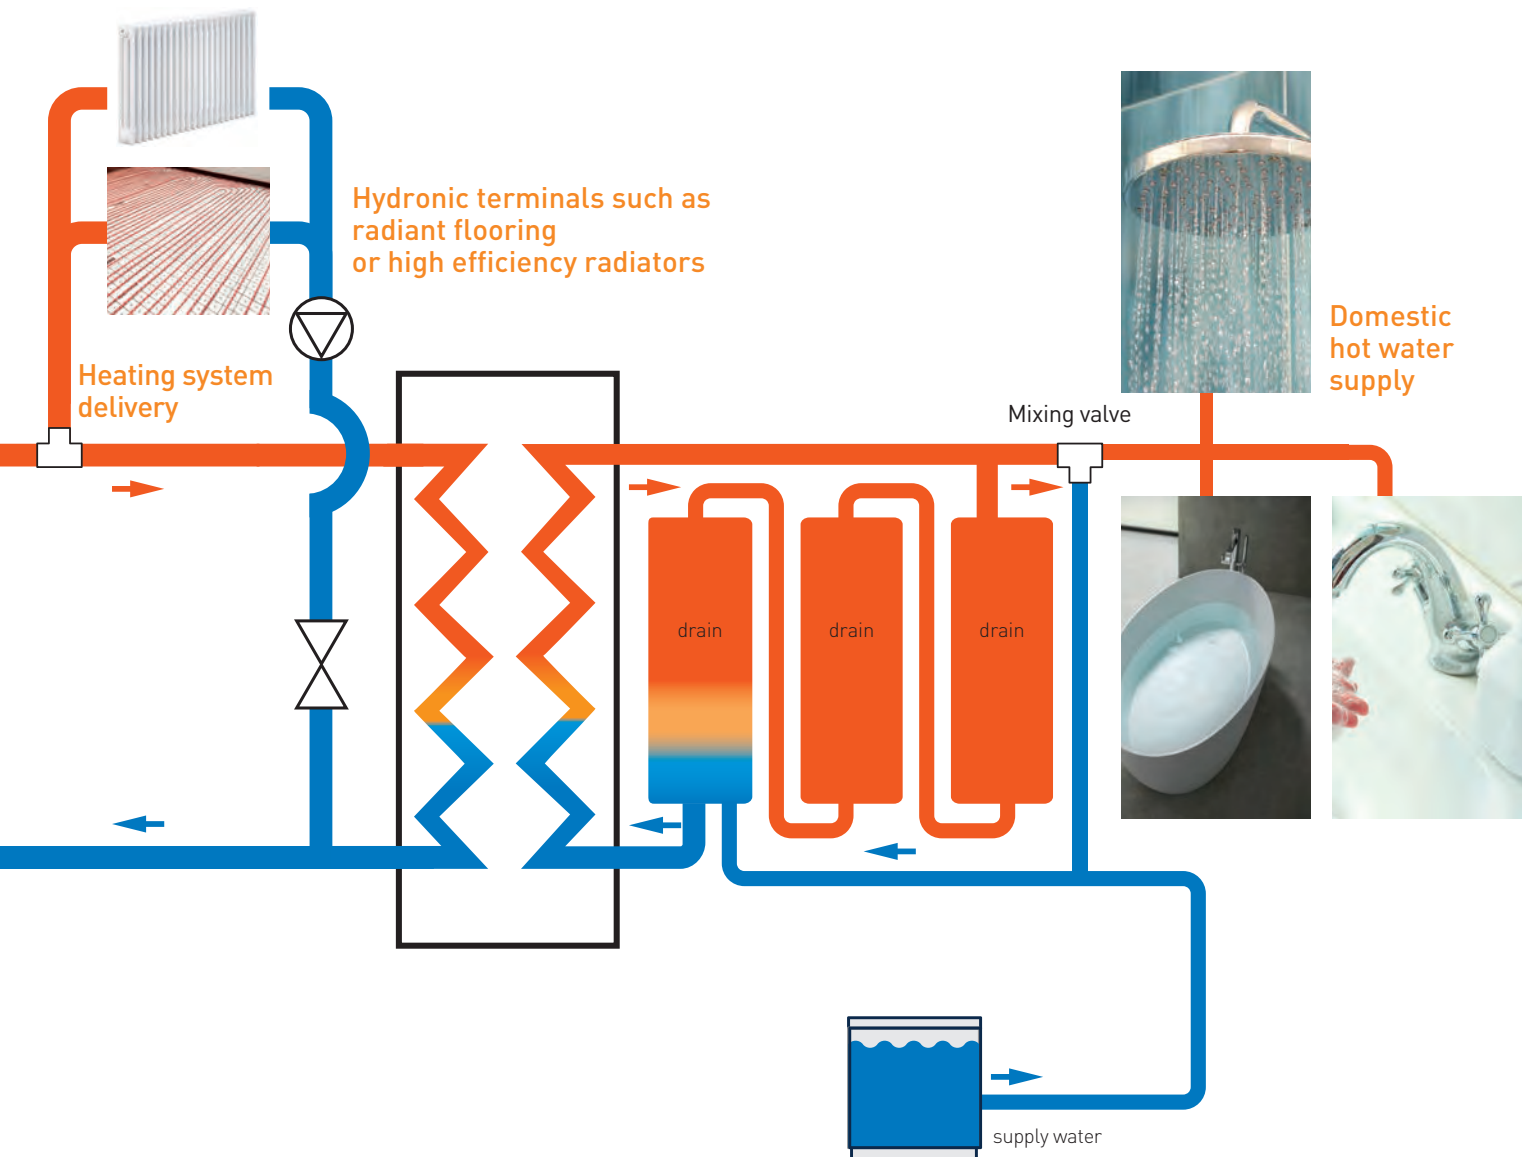 Hydronic terminals such as
radiant flooring
or high efficiency radiators
Domestic
hot water
supply
Heating system
delivery
Mixing valve
drain
drain
drain
supply water